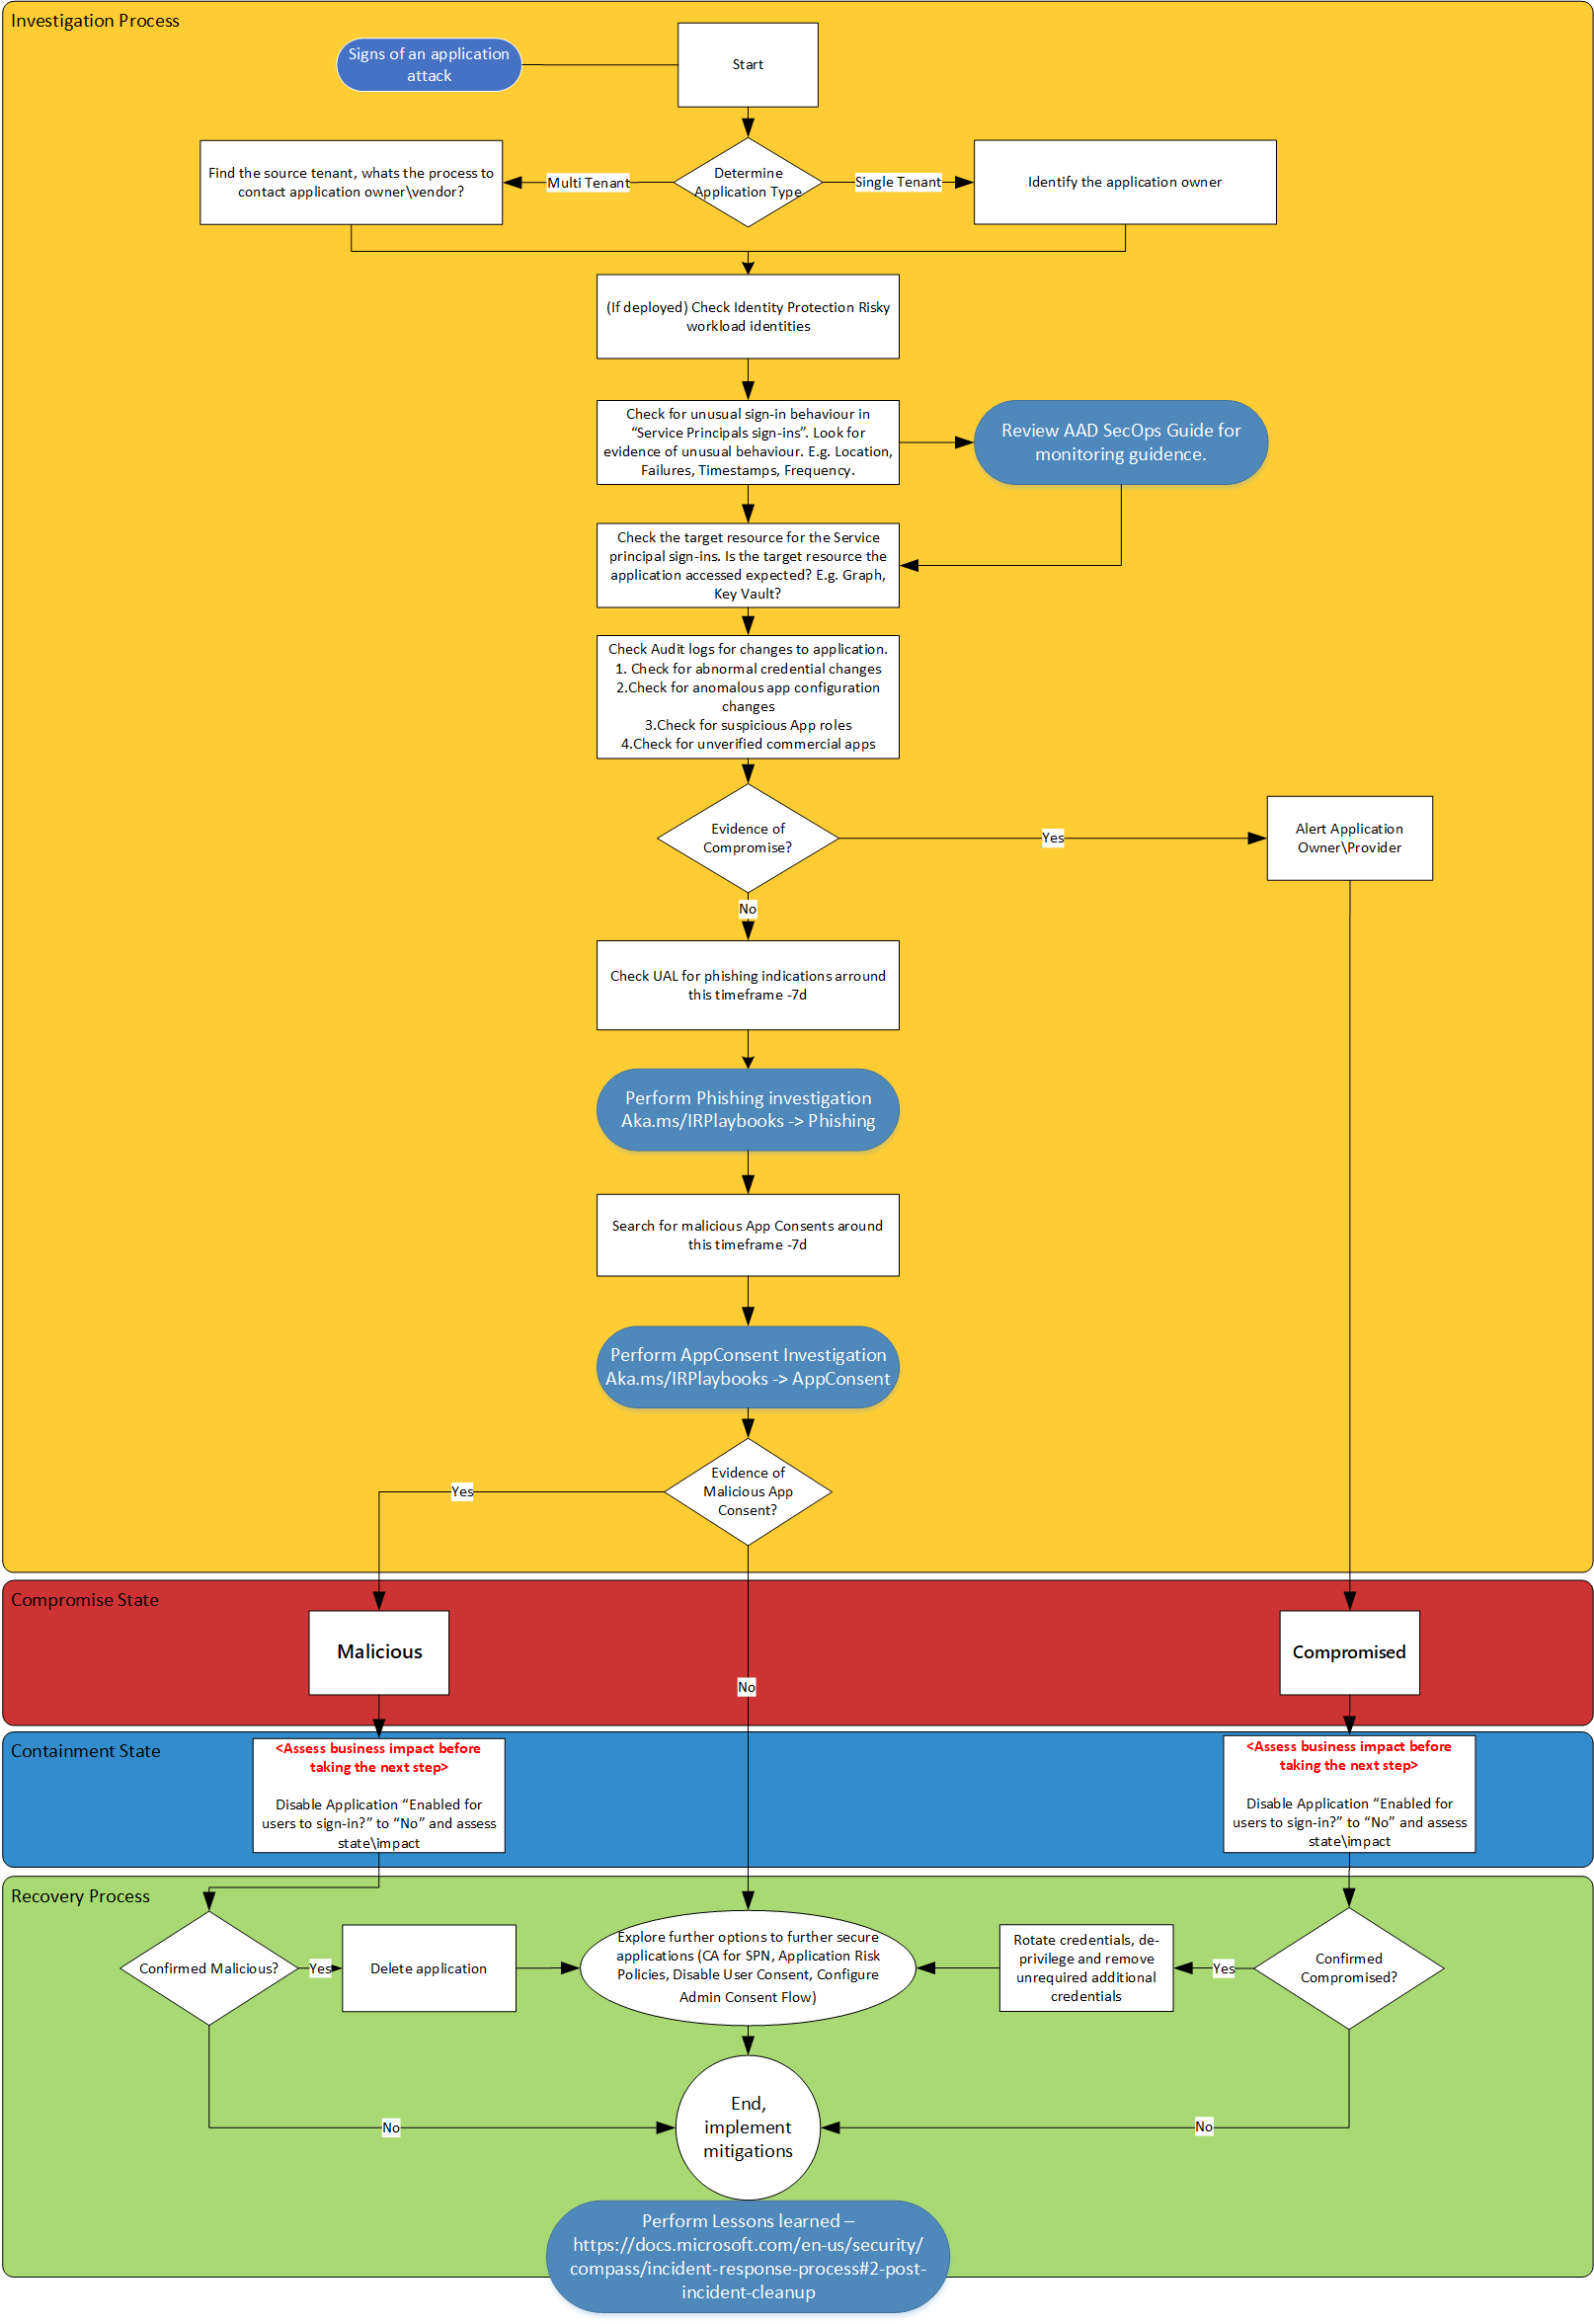 Investigation Process
Signs of an application
attack
Start
Find the source tenant, whats the process to
contact application owner\vendor?
Multi Tenant
Determine
Application Type
Single Tenant
Identify the application owner
(If deployed) Check Identity Protection Risky
workload identities
Check for unusual sign-in behaviour in
“Service Principals sign-ins”. Look for
evidence of unusual behaviour. E.g. Location,
Failures, Timestamps, Frequency.
Review AAD SecOps Guide for
monitoring guidence.
Check the target resource for the Service
principal sign-ins. Is the target resource the
application accessed expected? E.g. Graph,
Key Vault?
Check Audit logs for changes to application.
1. Check for abnormal credential changes
2.Check for anomalous app configuration
changes
3.Check for suspicious App roles
4.Check for unverified commercial apps
Evidence of
Compromise?
Yes
Alert Application
Owner\Provider
No
Check UAL for phishing indications arround
this timeframe -7d
Perform Phishing investigation
Aka.ms/IRPlaybooks -> Phishing
Search for malicious App Consents around
this timeframe -7d
Perform AppConsent Investigation
Aka.ms/IRPlaybooks -> AppConsent
Evidence of
Malicious App
Consent?
Yes
Compromise State
Malicious
No
Compromised
Containment State
<Assess business impact before
taking the next step>
Disable Application “Enabled for
users to sign-in?” to “No” and assess
state\impact
<Assess business impact before
taking the next step>
Disable Application “Enabled for
users to sign-in?” to “No” and assess
state\impact
Recovery Process
Confirmed Malicious?
Yes
Delete application
Explore further options to further secure
applications (CA for SPN, Application Risk
Policies, Disable User Consent, Configure
Admin Consent Flow)
Rotate credentials, de-
privilege and remove
unrequired additional
credentials
Yes
Confirmed
Compromised?
No
End,
implement
mitigations
No
Perform Lessons learned –
https://docs.microsoft.com/en-us/security/
compass/incident-response-process#2-post-
incident-cleanup